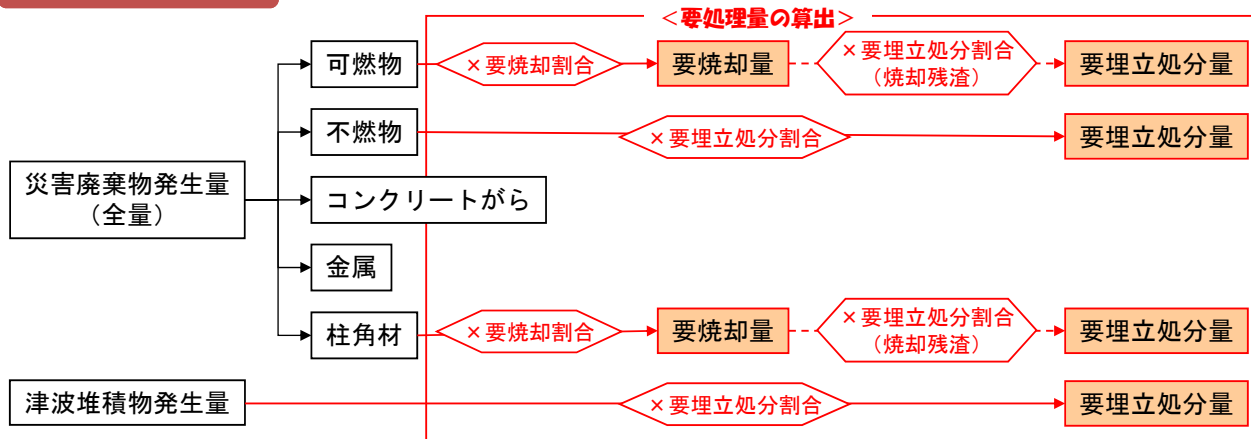 <要処理量の算出>
可燃物
×要焼却割合
要焼却量
×要埋立処分割合
(焼却残渣)
要埋立処分量
不燃物
×要埋立処分割合
要埋立処分量
災害廃棄物発生量
(全量)
コンクリートがら
金属
柱角材
×要焼却割合
要焼却量
×要埋立処分割合
(焼却残渣)
要埋立処分量
津波堆積物発生量
×要埋立処分割合
要埋立処分量